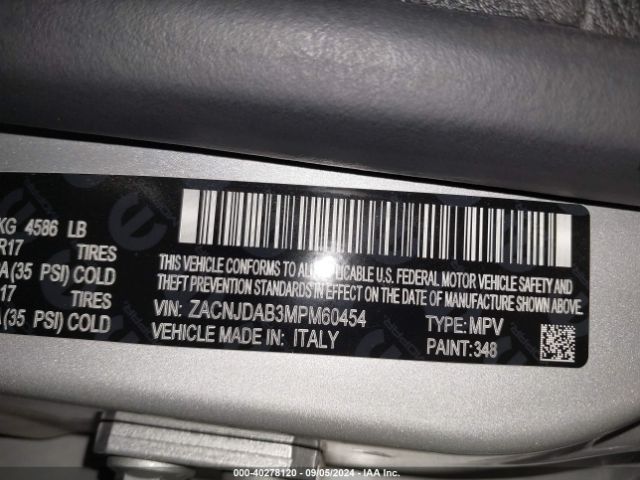 KG 4586 LB
R17 TIRES
A(35 PSI) COLD
17 TIRES
A(35 PSI) COLD
THIS VEHICLE CONFORMS TO ALL APPLICABLE U.S. FEDERAL MOTOR VEHICLE SAFETY AND
THEFT PREVENTION STANDARDS IN EFFECT ON THE DATE OF MANUFACTURE SHOWN ABOVE.
VIN: ZACNJDAB3MPM60454 TYPE: MPV
VEHICLE MADE IN: ITALY PAINT: 348
000-40278120 - 09/05/2024 - IAA Inc.